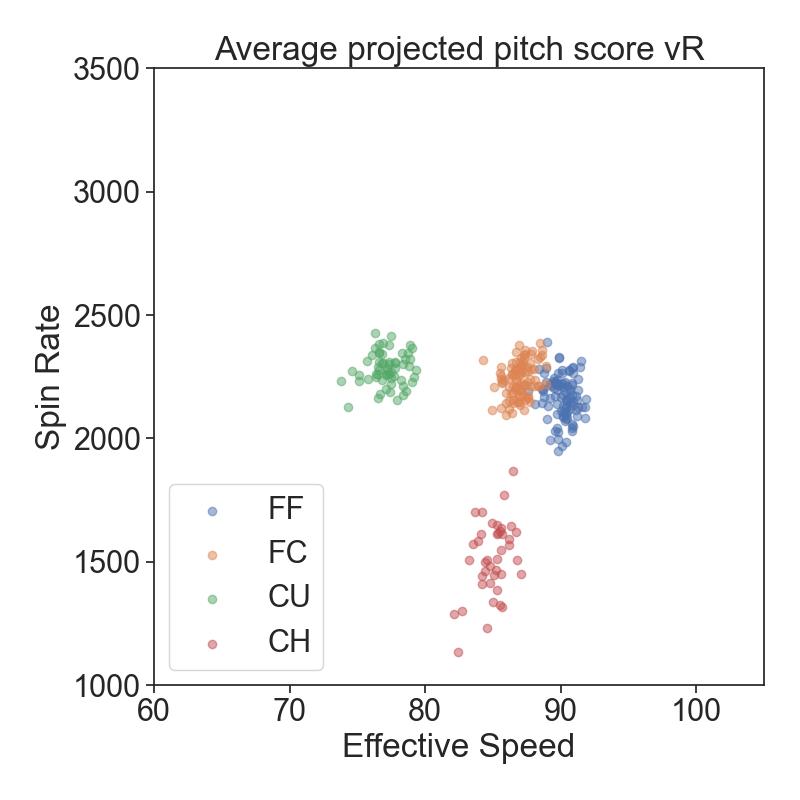 Average projected pitch score vR
3500
3000
2500
2000
1500
1000
Spin Rate
FF
FC
CU
CH
60 70 80 90 100
Effective Speed